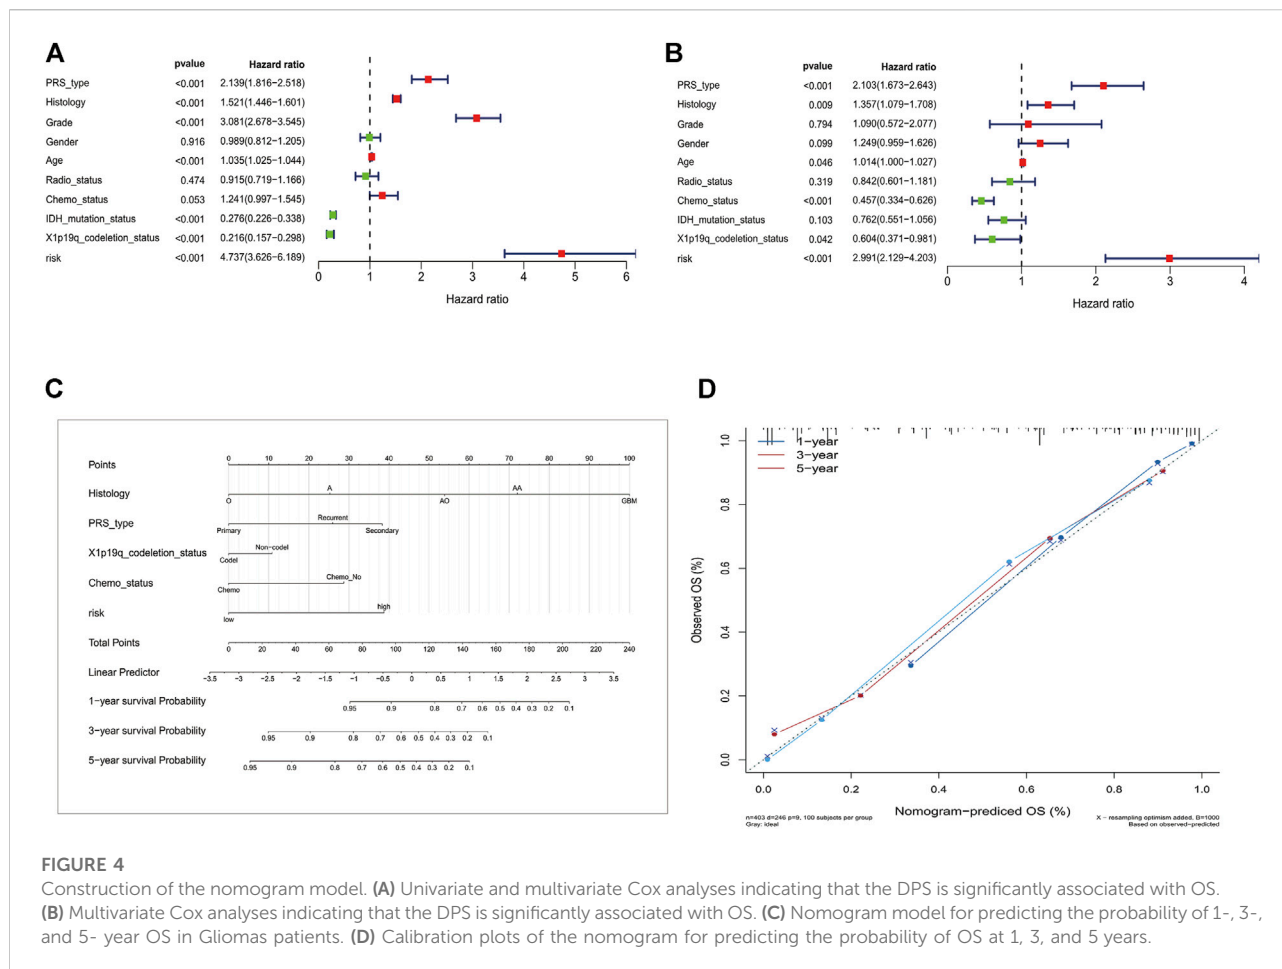 A
pvalue Hazard ratio
PRS_type <0.001 2.139(1.816−2.518)
Histology <0.001 1.521(1.446−1.601)
Grade <0.001 3.081(2.678−3.545)
Gender 0.916 0.989(0.812−1.205)
Age <0.001 1.035(1.025−1.044)
Radio_status 0.474 0.915(0.719−1.166)
Chemo_status 0.053 1.241(0.997−1.545)
IDH_mutation_status <0.001 0.276(0.226−0.338)
X1p19q_codeletion_status <0.001 0.216(0.157−0.298)
risk <0.001 4.737(3.626−6.189)
0 1 2 3 4 5 6
Hazard ratio
B
pvalue Hazard ratio
PRS_type <0.001 2.103(1.673−2.643)
Histology 0.009 1.357(1.079−1.708)
Grade 0.794 1.090(0.572−2.077)
Gender 0.099 1.249(0.959−1.626)
Age 0.046 1.014(1.000−1.027)
Radio_status 0.319 0.842(0.601−1.181)
Chemo_status <0.001 0.457(0.334−0.626)
IDH_mutation_status 0.103 0.762(0.551−1.056)
X1p19q_codeletion_status 0.042 0.604(0.371−0.981)
risk <0.001 2.991(2.129−4.203)
0 1 2 3 4
Hazard ratio
C
Points 0 10 20 30 40 50 60 70 80 90 100
Histology A AA
O AO GBM
PRS_type Recurrent
Primary Secondary
X1p19q_codeletion_status Non−codel
Codel
Chemo_status Chemo_No
Chemo
risk high
low
Total Points 0 20 40 60 80 100 120 140 160 180 200 220 240
Linear Predictor −3.5 −3 −2.5 −2 −1.5 −1 −0.5 0 0.5 1 1.5 2 2.5 3 3.5
1−year survival Probability 0.95 0.9 0.8 0.7 0.6 0.5 0.4 0.3 0.2 0.1
3−year survival Probability 0.95 0.9 0.8 0.7 0.6 0.5 0.4 0.3 0.2 0.1
5−year survival Probability 0.95 0.9 0.8 0.7 0.6 0.5 0.4 0.3 0.2 0.1
D
1−year
3−year
5−year
Observed OS (%)
1.0
0.8
0.6
0.4
0.2
0.0
0.0 0.2 0.4 0.6 0.8 1.0
Nomogram−prediced OS (%)
n=403 d=246 p=9, 100 subjects per group
Gray: ideal
X − resampling optimism added, B=1000
Based on observed−predicted
FIGURE 4
Construction of the nomogram model. (A) Univariate and multivariate Cox analyses indicating that the DPS is significantly associated with OS.
(B) Multivariate Cox analyses indicating that the DPS is significantly associated with OS. (C) Nomogram model for predicting the probability of 1-, 3-,
and 5- year OS in Gliomas patients. (D) Calibration plots of the nomogram for predicting the probability of OS at 1, 3, and 5 years.